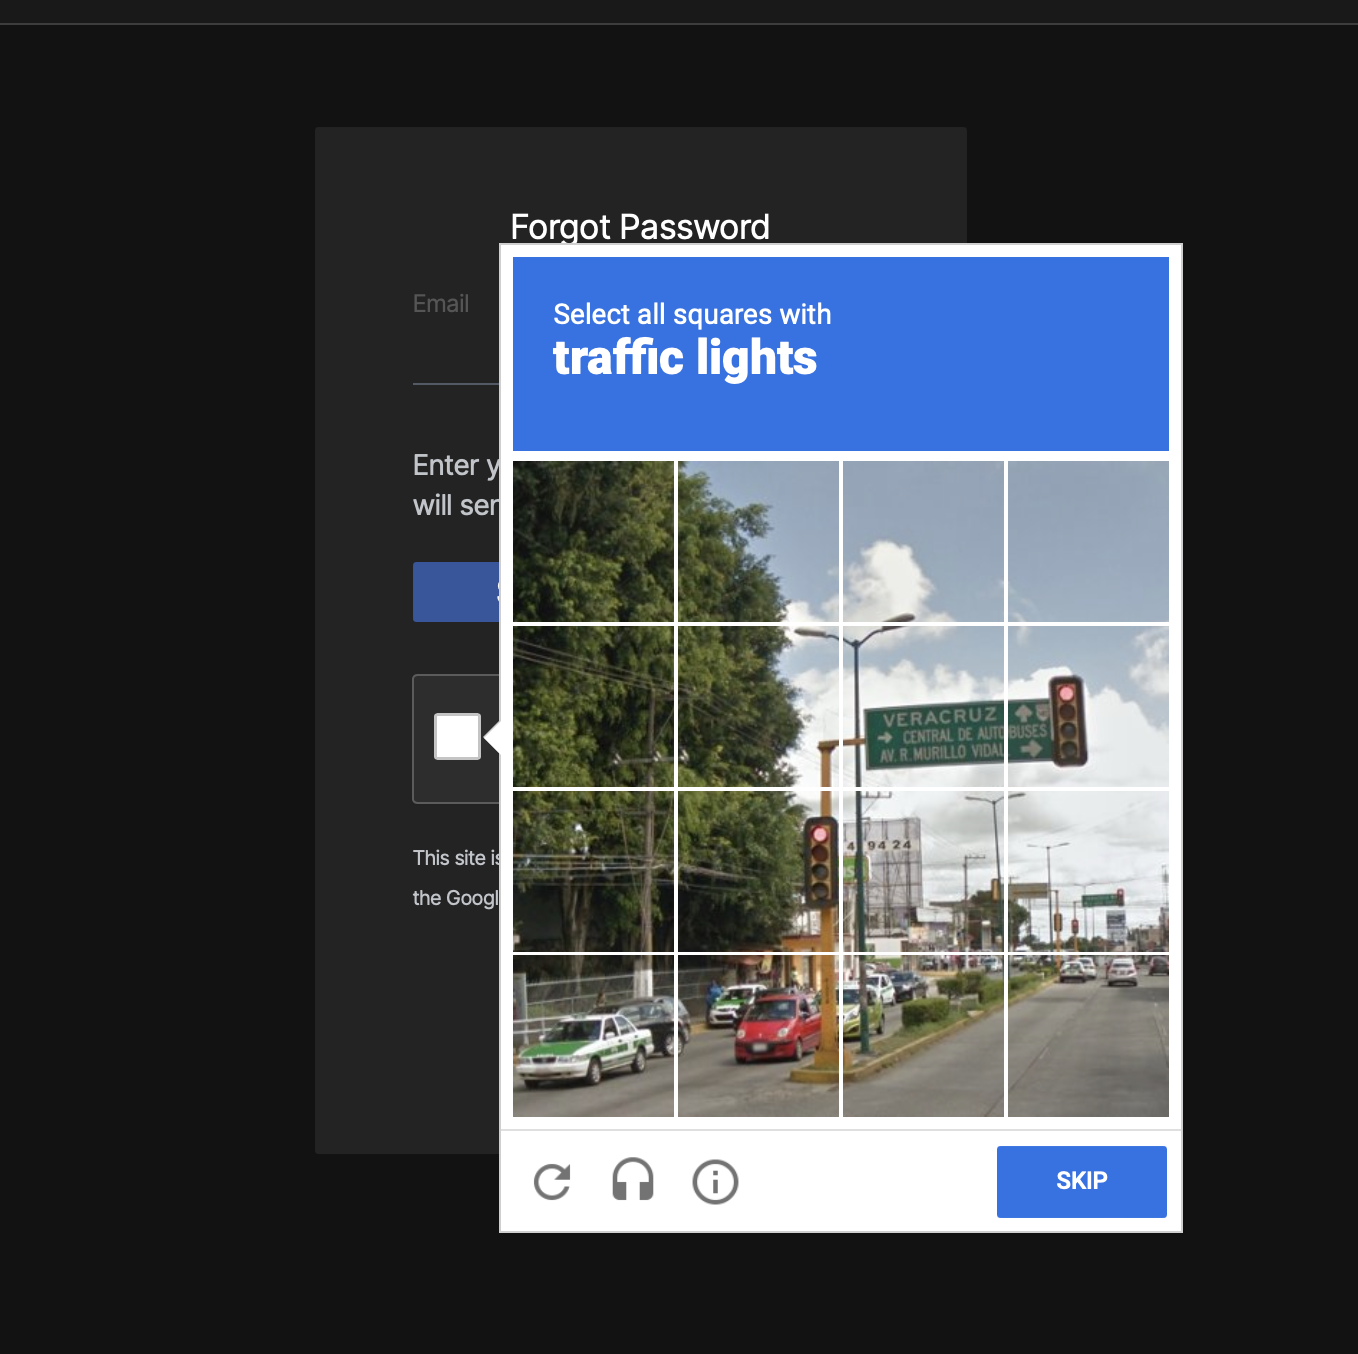 Forgot Password
Email
Enter y
will ser
Select all squares with
traffic lights
VERACRUZ
CENTRAL DE AUTOBUSES
AV. R. MURILLO VIDAL
4 94 24
This site is
the Googl
SKIP